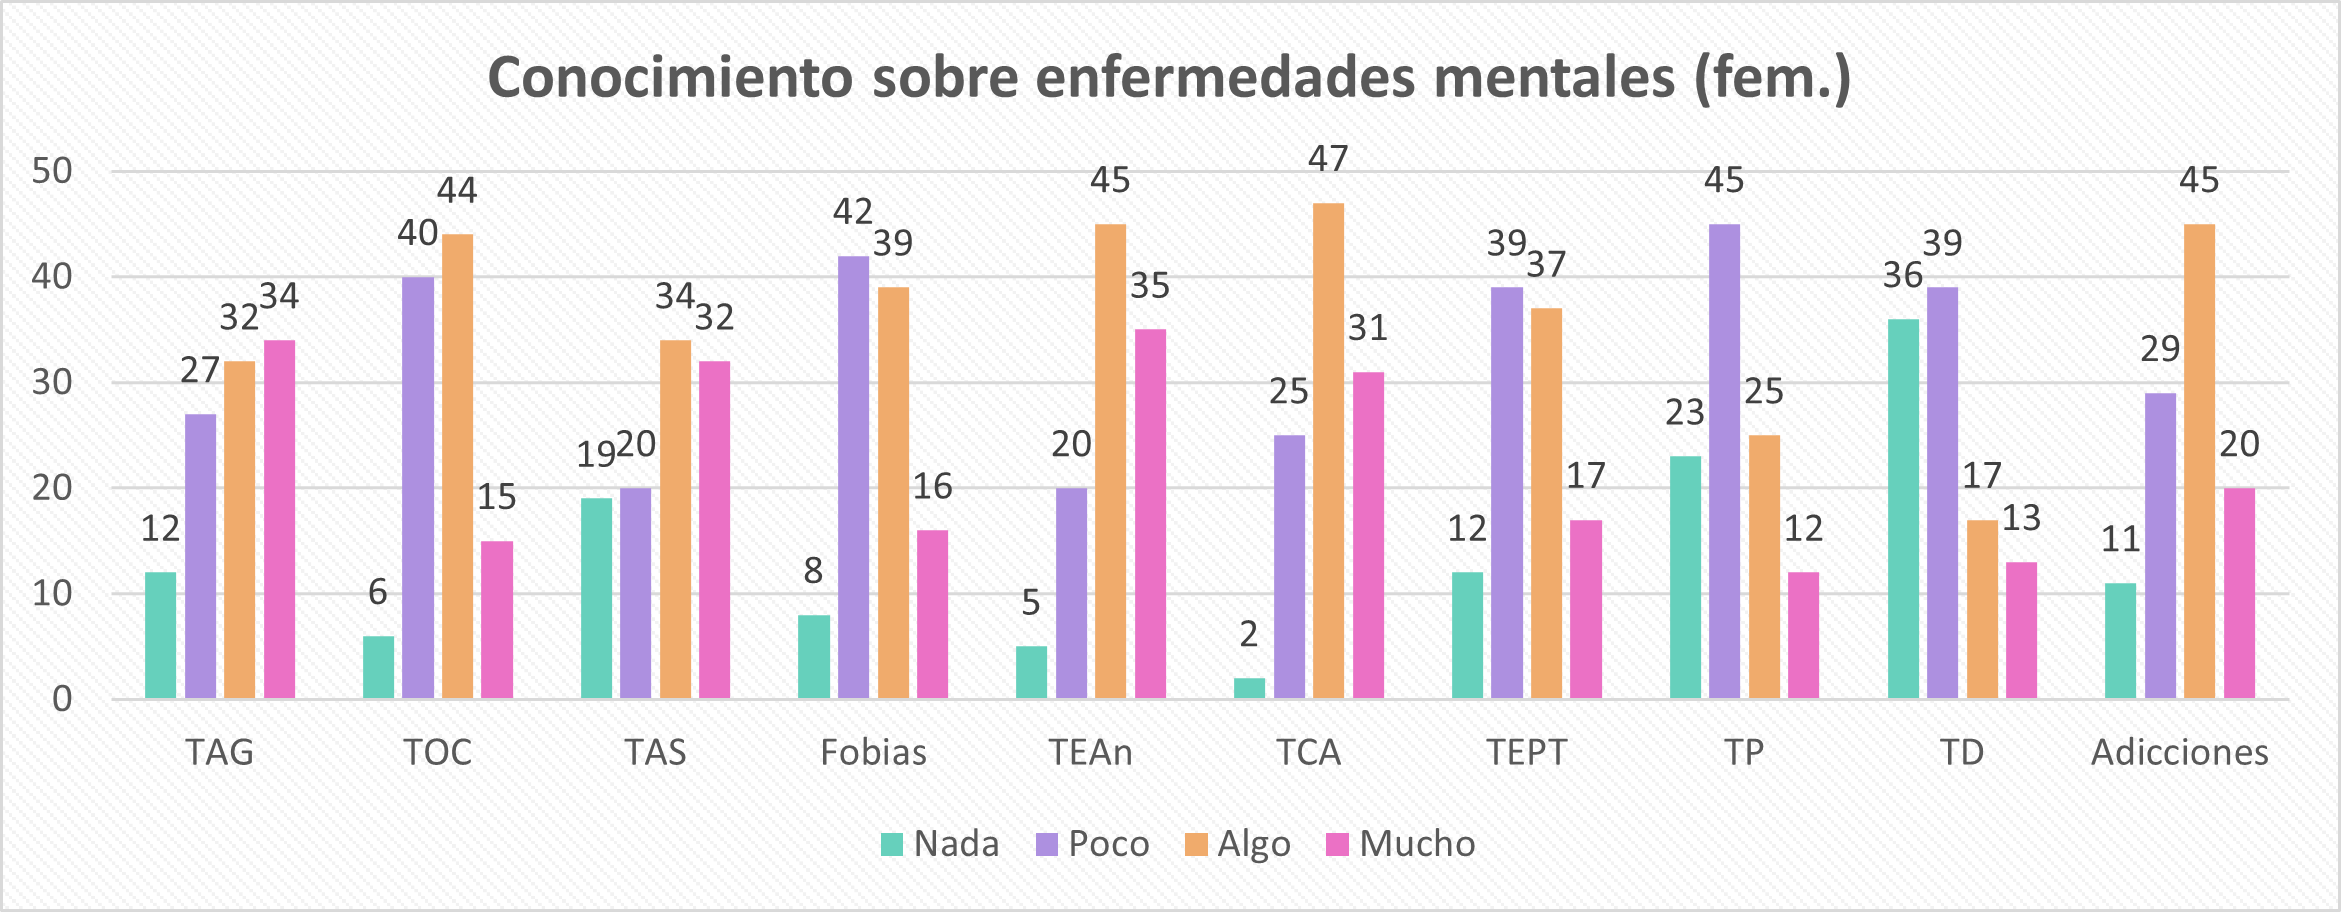 Conocimiento sobre enfermedades mentales (fem.)
50
40
30
20
10
0
12 27 32 34
6 40 44 15
19 20 34 32
8 42 39 16
5 20 45 35
2 25 47 31
12 39 37 17
23 45 25 12
36 39 17 13
11 29 45 20
TAG TOC TAS Fobias TEAn TCA TEPT TP TD Adicciones
Nada Poco Algo Mucho